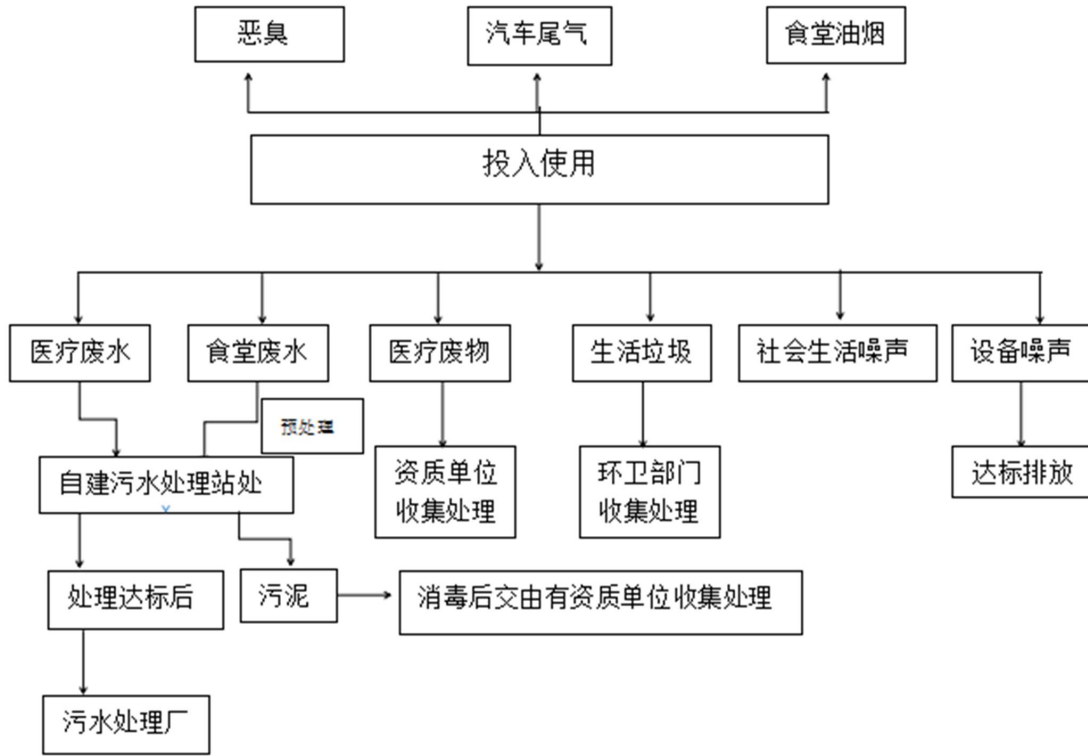 恶臭
汽车尾气
食堂油烟
投入使用
医疗废水
食堂废水
医疗废物
生活垃圾
社会生活噪声
设备噪声
预处理
自建污水处理站处
资质单位
收集处理
环卫部门
收集处理
达标排放
处理达标后
污泥
消毒后交由有资质单位收集处理
污水处理厂